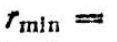 r_min =